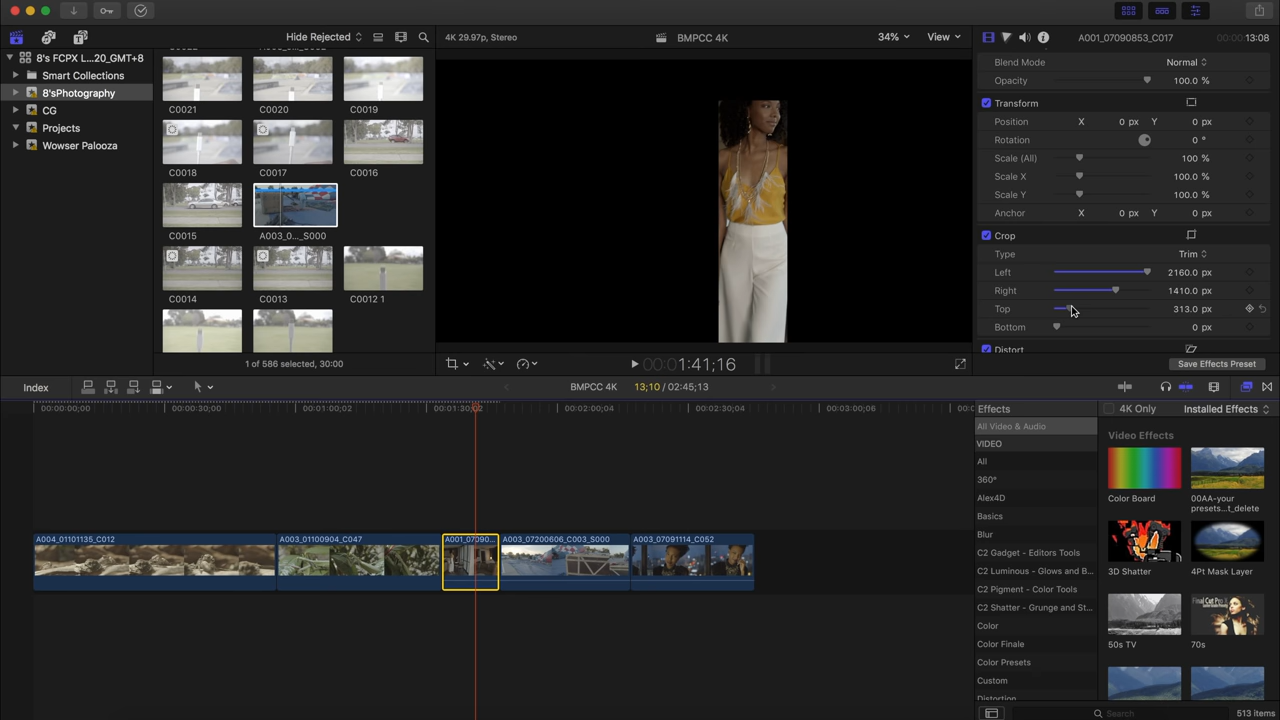 Hide Rejected
4K 29.97p, Stereo
BMPCC 4K
34%
View
A001_07090853_C017
00:00:13:08
8's FCPX L...20_GMT+8
Smart Collections
8'sPhotography
CG
Projects
Wowser Palooza
C0021
C0020
C0019
C0018
C0017
C0016
C0015
A003_0..._S000
C0014
C0013
C0012 1
1 of 586 selected, 30:00
00:00:1:41;16
Blend Mode
Normal
Opacity
100.0 %
Transform
Position X 0 px Y 0 px
Rotation 0 °
Scale (All) 100 %
Scale X 100.0 %
Scale Y 100.0 %
Anchor X 0 px Y 0 px
Crop
Type Trim
Left 2160.0 px
Right 1410.0 px
Top 313.0 px
Bottom 0 px
Distort
Save Effects Preset
Index
BMPCC 4K
13;10 / 02:45;13
00:00:00;00
00:00:30;00
00:01:00;02
00:01:30;02
00:02:00;04
00:02:30;04
00:03:00;06
A004_01101135_C012
A003_01100904_C047
A001_07090...
A003_07200606_C003_S000
A003_07091114_C052
Effects
4K Only
Installed Effects
All Video & Audio
VIDEO
All
360°
Alex4D
Basics
Blur
C2 Gadget - Editors Tools
C2 Luminous - Glows and B...
C2 Pigment - Color Tools
C2 Shatter - Grunge and St...
Color
Color Finale
Color Presets
Custom
Distortion
Video Effects
Color Board
00AA-your presets...t_delete
3D Shatter
4Pt Mask Layer
50s TV
Final Cut Pro X
70s
Search
513 items